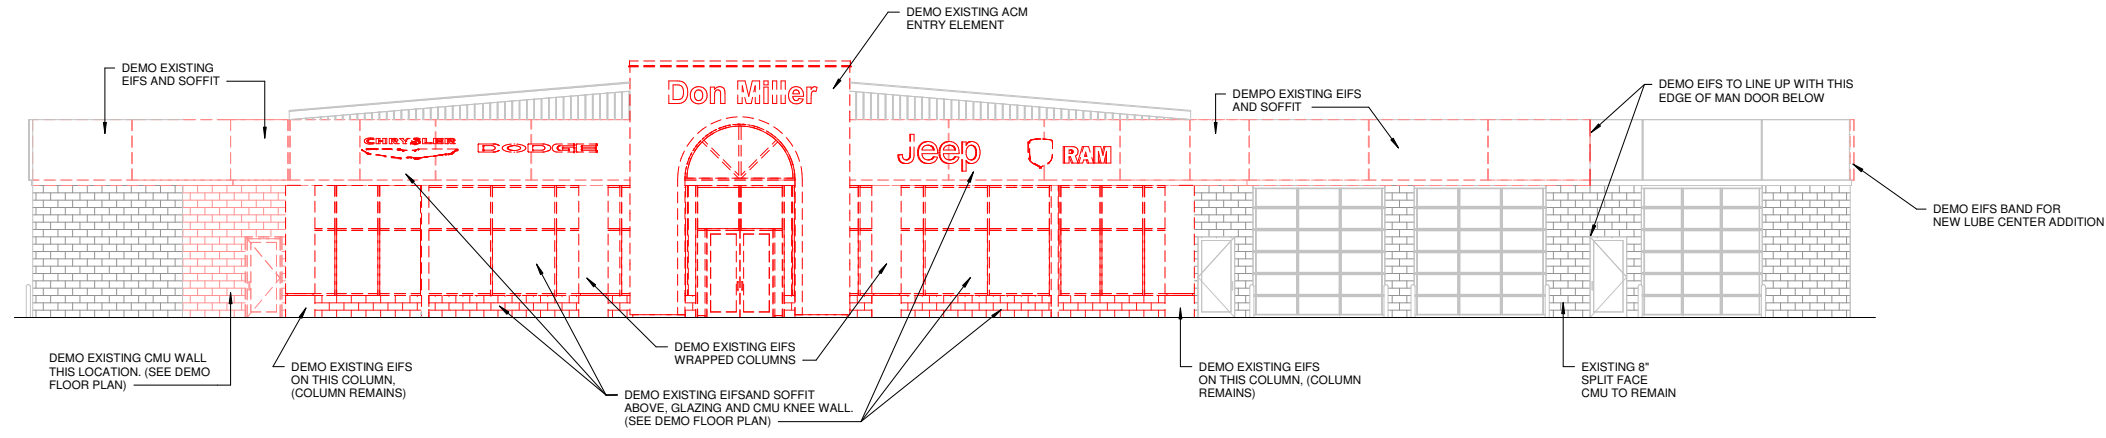 DEMO EXISTING ACM
ENTRY ELEMENT
DEMO EXISTING
EIFS AND SOFFIT
Don Miller
DEMPO EXISTING EIFS
AND SOFFIT
DEMO EIFS TO LINE UP WITH THIS
EDGE OF MAN DOOR BELOW
CHRYSLER
DODGE
Jeep
RAM
DEMO EIFS BAND FOR
NEW LUBE CENTER ADDITION
DEMO EXISTING CMU WALL
THIS LOCATION. (SEE DEMO
FLOOR PLAN)
DEMO EXISTING EIFS
ON THIS COLUMN,
(COLUMN REMAINS)
DEMO EXISTING EIFS
WRAPPED COLUMNS
DEMO EXISTING EIFSAND SOFFIT
ABOVE, GLAZING AND CMU KNEE WALL.
(SEE DEMO FLOOR PLAN)
DEMO EXISTING EIFS
ON THIS COLUMN, (COLUMN
REMAINS)
EXISTING 8"
SPLIT FACE
CMU TO REMAIN